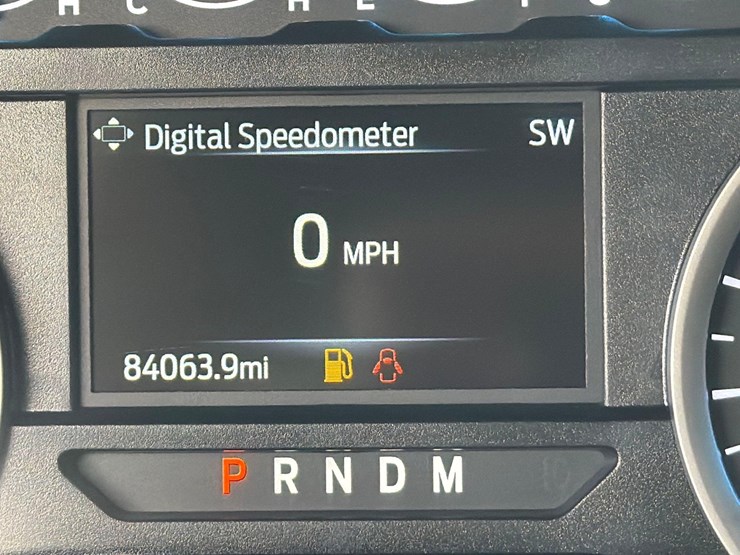 H C H E
Digital Speedometer SW
0 MPH
84063.9mi
P R N D M